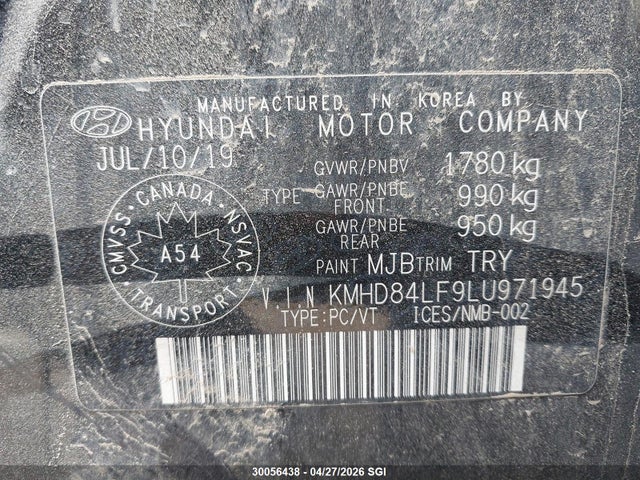 MANUFACTURED IN KOREA BY
HYUNDAI MOTOR COMPANY
JUL/10/19
GVWR/PNBV 1780 kg
TYPE GAWR/PNBE FRONT 990 kg
GAWR/PNBE REAR 950 kg
CANADA
CMVSS NSVAC
A54
TRANSPORT
PAINT MJB TRIM TRY
V.I.N KMHD84LF9LU971945
TYPE:PC/VT ICES/NMB-002
30056438 - 04/27/2026 SGI